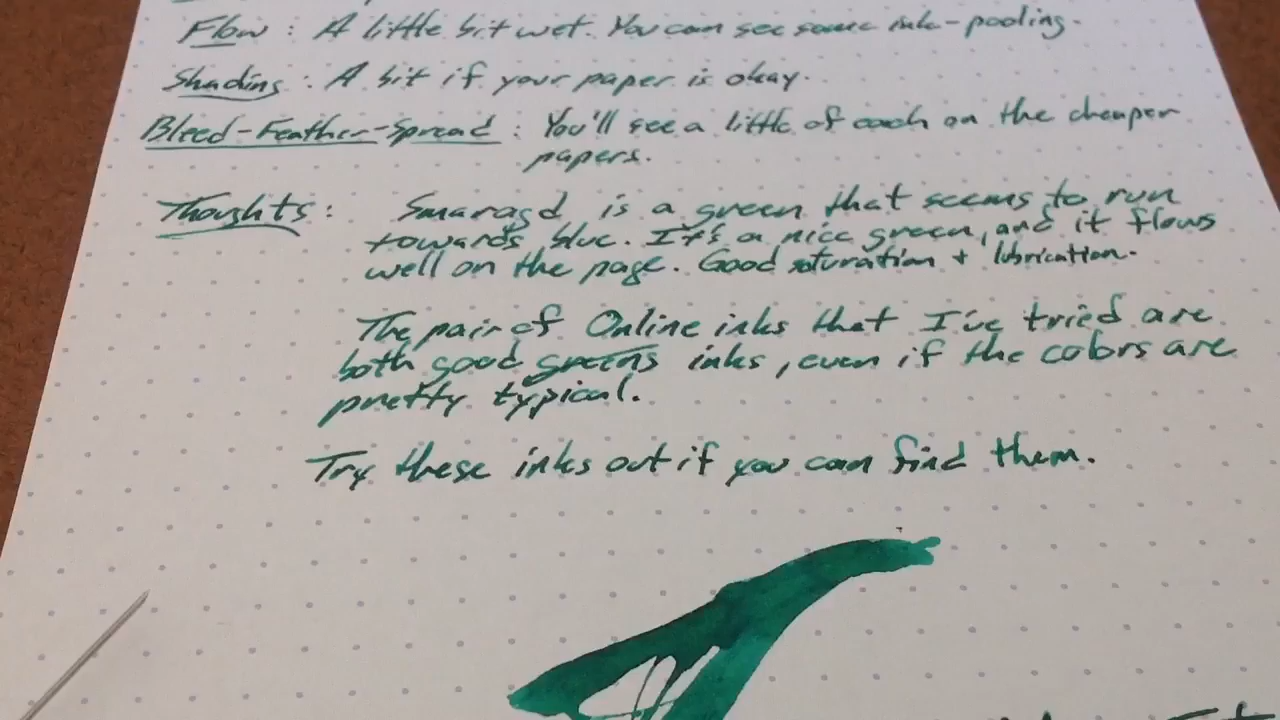 Flow : A little bit wet. You can see some ink-pooling.
Shading : A bit if your paper is okay.
Bleed-Feather-Spread : You'll see a little of each on the cheaper
papers.
Thoughts : Smaragd is a green that seems to run
towards blue. It's a nice green, and it flows
well on the page. Good saturation + lubrication.
The pair of Online inks that I've tried are
both good greens inks, even if the colors are
pretty typical.
Try these inks out if you can find them.